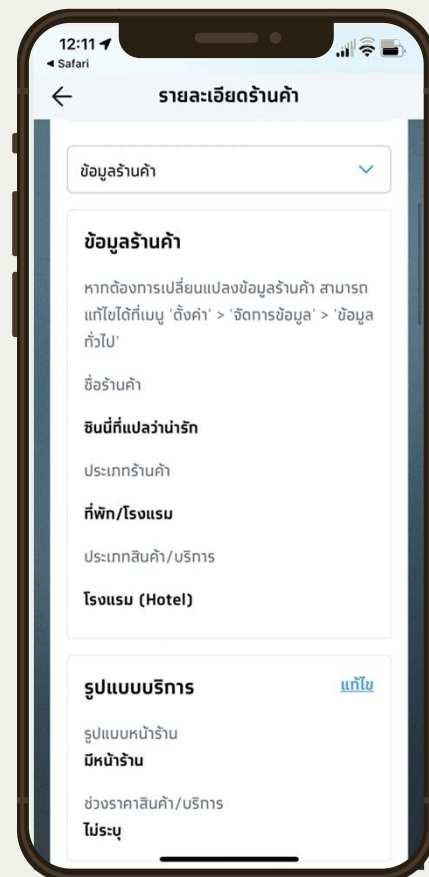 12:11
◀ Safari
← รายละเอียดร้านค้า
ข้อมูลร้านค้า
ข้อมูลร้านค้า
หากต้องการเปลี่ยนแปลงข้อมูลร้านค้า สามารถ
แก้ไขได้ที่เมนู 'ตั้งค่า' > 'จัดการข้อมูล' > 'ข้อมูล
ทั่วไป'
ชื่อร้านค้า
ชินนี่ที่แปลว่าน่ารัก
ประเภทร้านค้า
ที่พัก/โรงแรม
ประเภทสินค้า/บริการ
โรงแรม (Hotel)
รูปแบบบริการ แก้ไข
รูปแบบหน้าร้าน
มีหน้าร้าน
ช่วงราคาสินค้า/บริการ
ไม่ระบุ